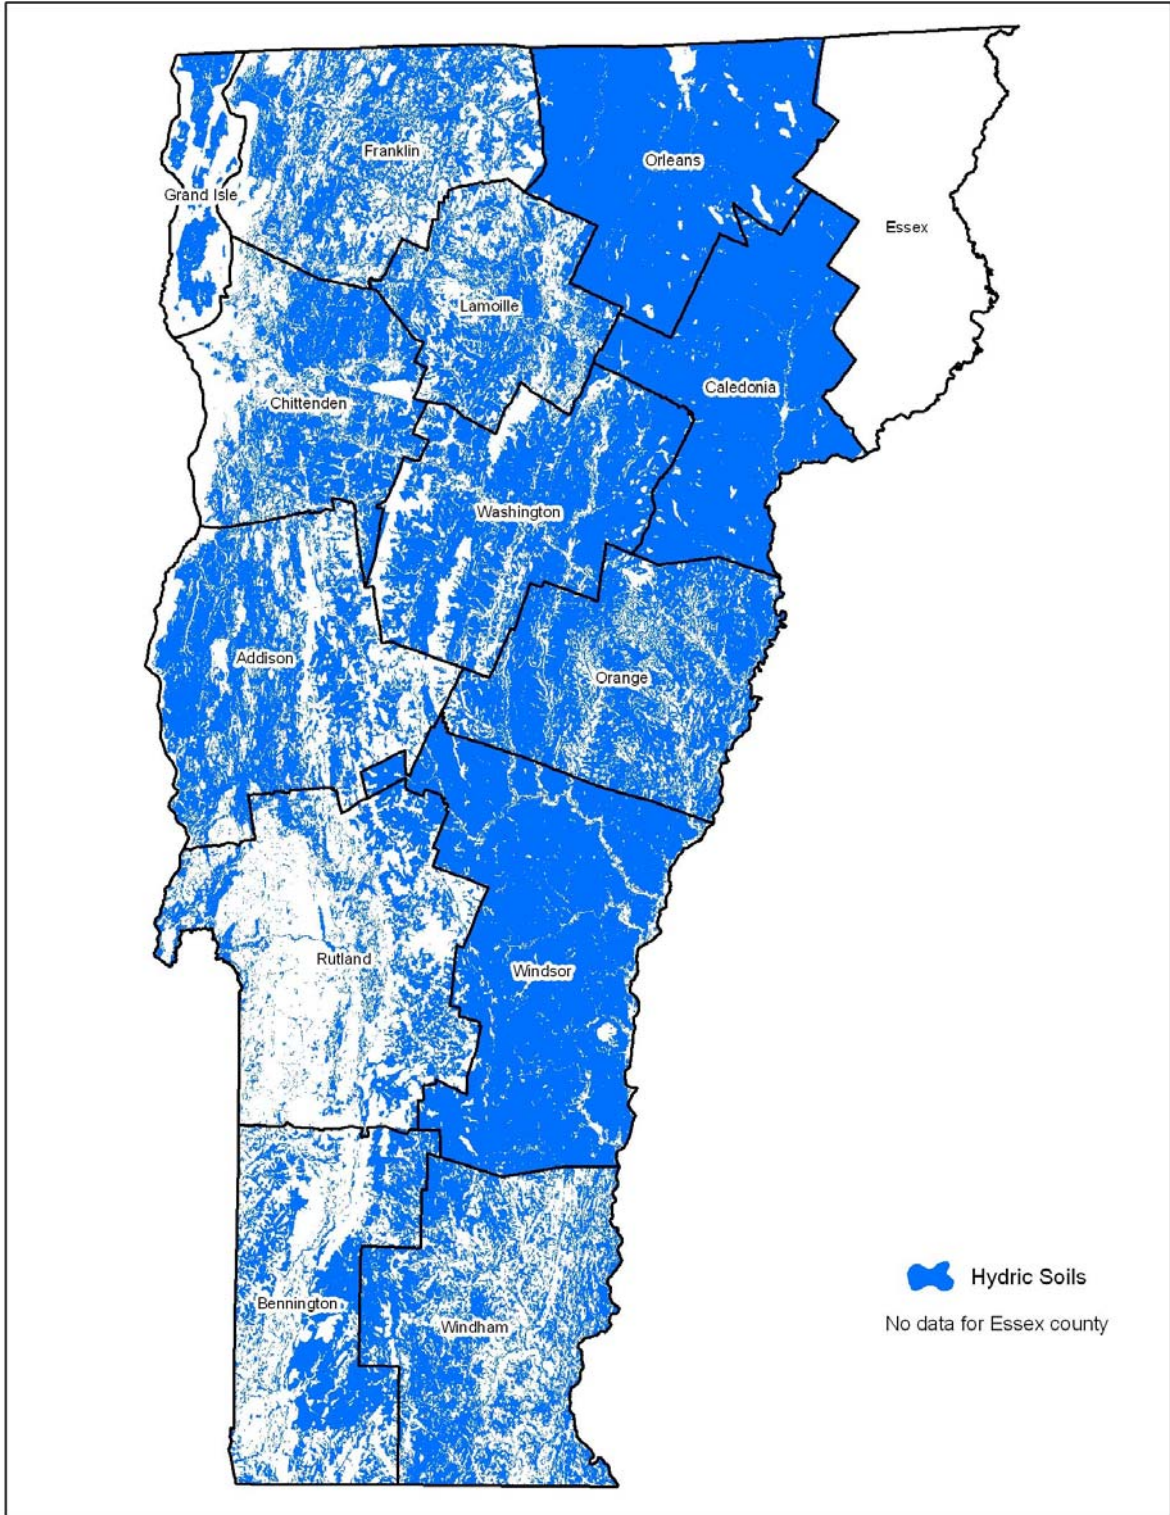 Franklin
Orleans
Grand Isle
Essex
Lamoille
Caledonia
Chittenden
Washington
Addison
Orange
Rutland
Windsor
Hydric Soils
Bennington
No data for Essex county
Windham